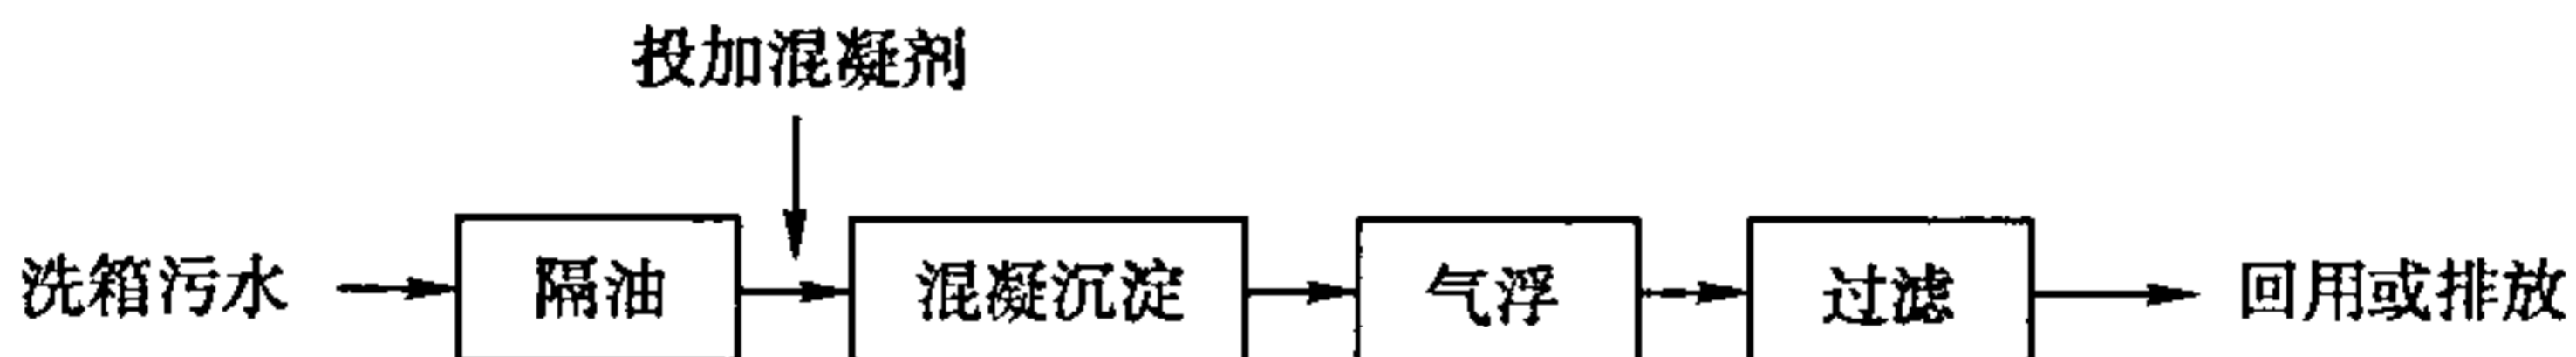 投加混凝剂
洗箱污水
隔油
混凝沉淀
气浮
过滤
回用或排放